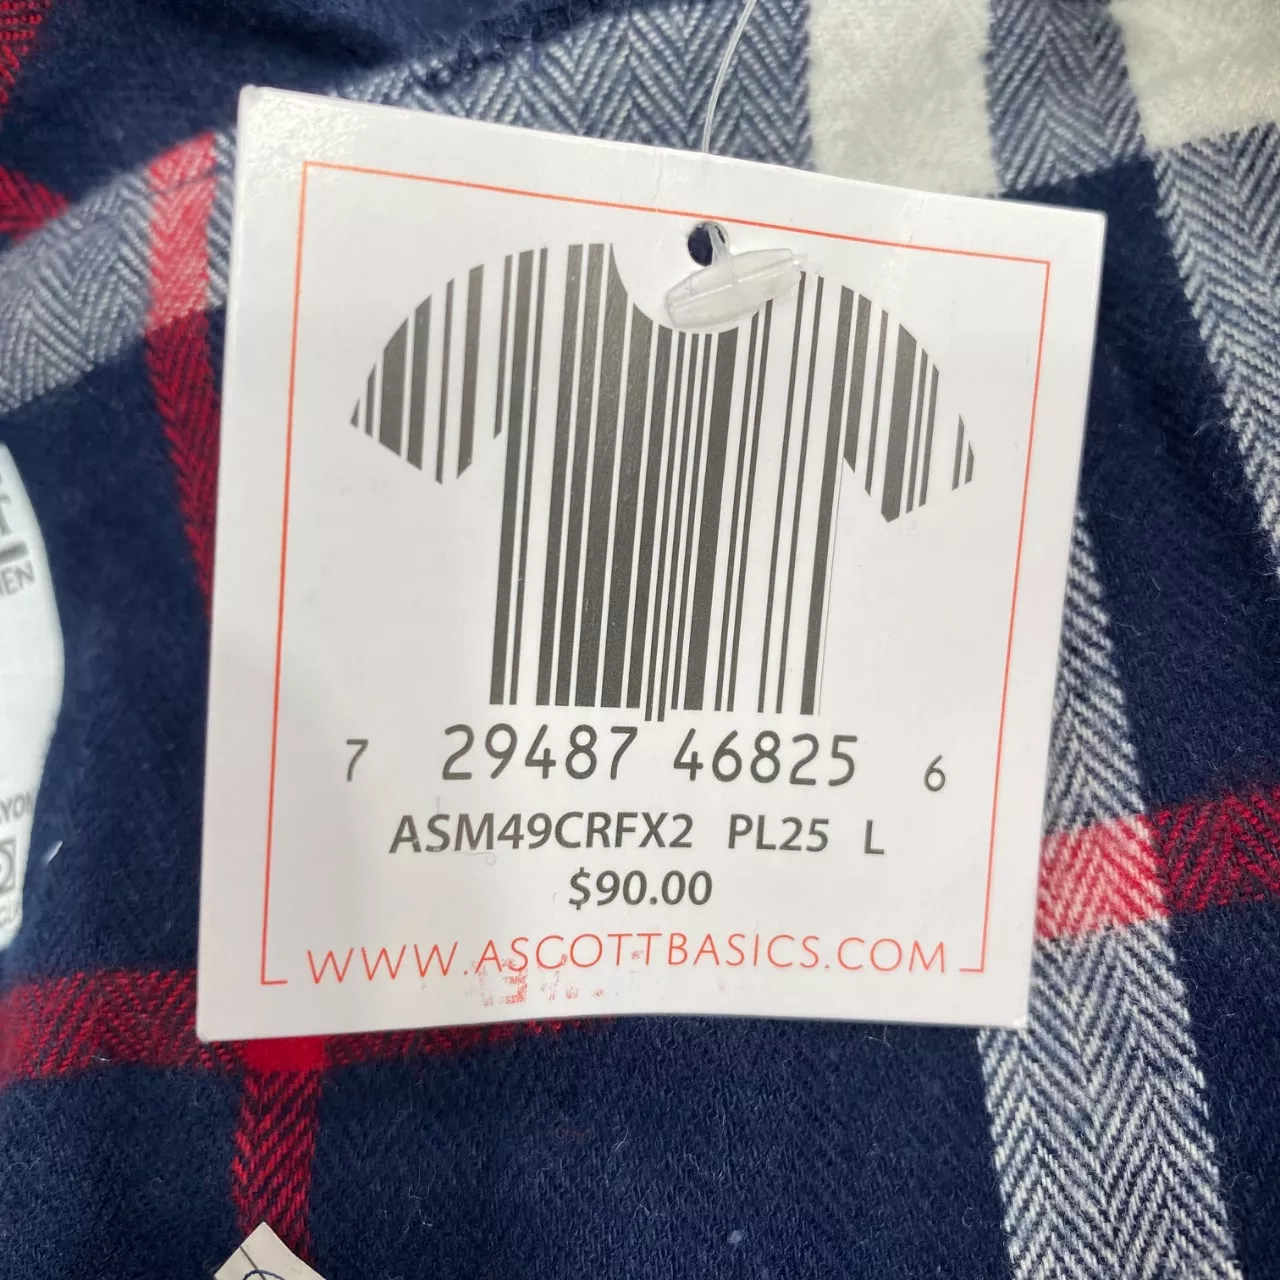 7 29487 46825 6
ASM49CRFX2 PL25 L
$90.00
WWW.ASCOTTBASICS.COM